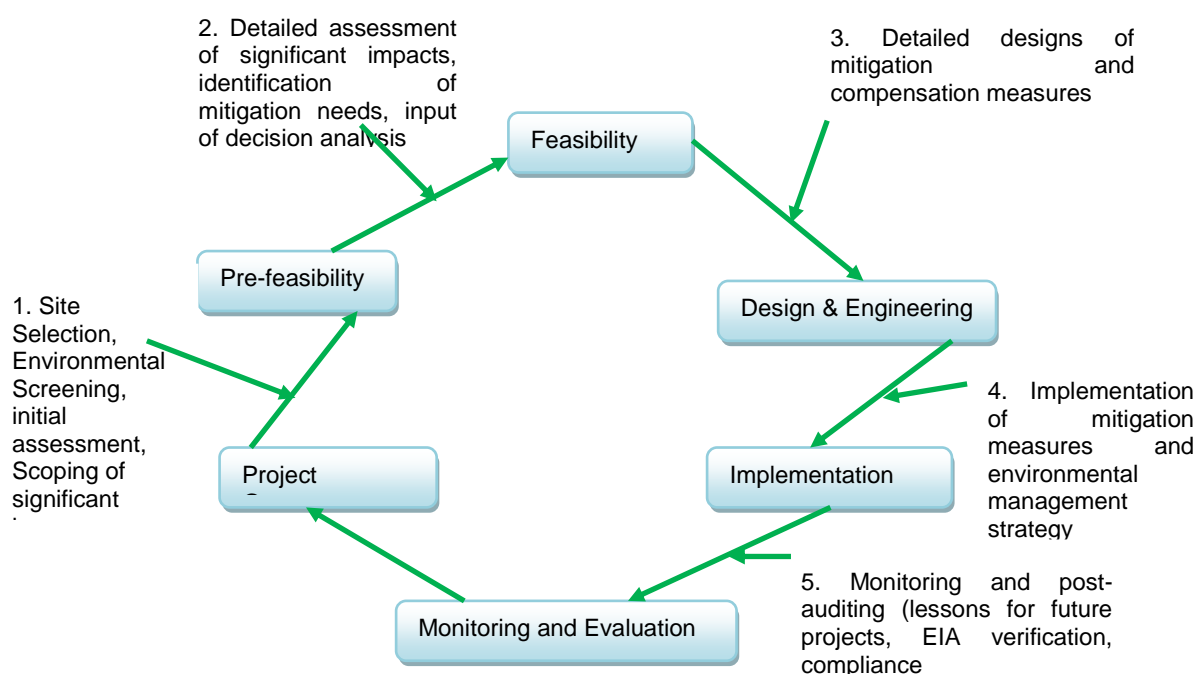 2. Detailed assessment
of significant impacts,
identification of
mitigation needs, input
of decision analysis
3. Detailed designs of
mitigation and
compensation measures
Feasibility
Pre-feasibility
Design & Engineering
1. Site
Selection,
Environmental
Screening,
initial
assessment,
Scoping of
significant
4. Implementation
of mitigation
measures and
environmental
management
strategy
Project
Implementation
5. Monitoring and post-
auditing (lessons for future
projects, EIA verification,
compliance
Monitoring and Evaluation